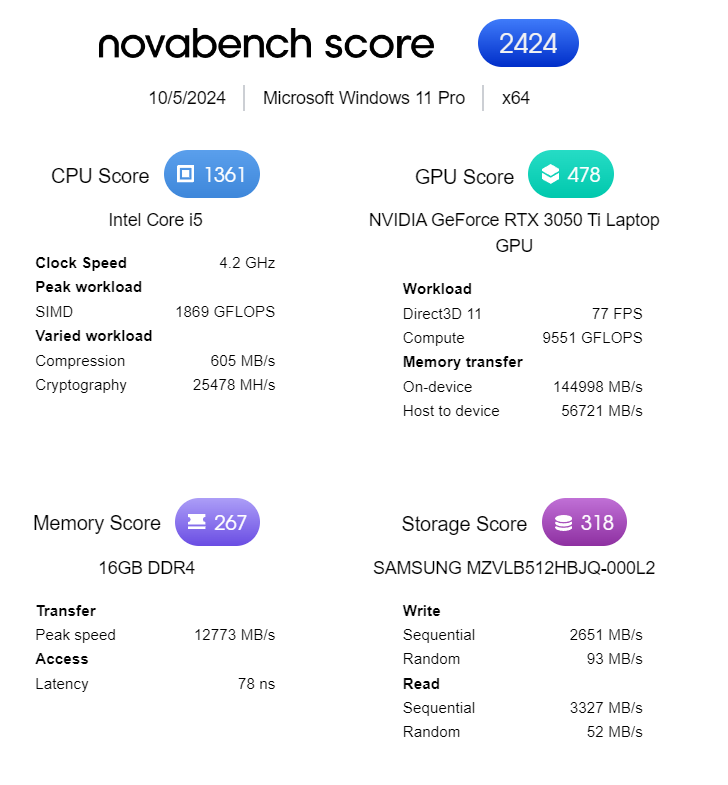 novabench score 2424
10/5/2024 Microsoft Windows 11 Pro x64
CPU Score 1361
Intel Core i5
Clock Speed 4.2 GHz
Peak workload
SIMD 1869 GFLOPS
Varied workload
Compression 605 MB/s
Cryptography 25478 MH/s
GPU Score 478
NVIDIA GeForce RTX 3050 Ti Laptop
GPU
Workload
Direct3D 11 77 FPS
Compute 9551 GFLOPS
Memory transfer
On-device 144998 MB/s
Host to device 56721 MB/s
Memory Score 267
16GB DDR4
Transfer
Peak speed 12773 MB/s
Access
Latency 78 ns
Storage Score 318
SAMSUNG MZVLB512HBJQ-000L2
Write
Sequential 2651 MB/s
Random 93 MB/s
Read
Sequential 3327 MB/s
Random 52 MB/s